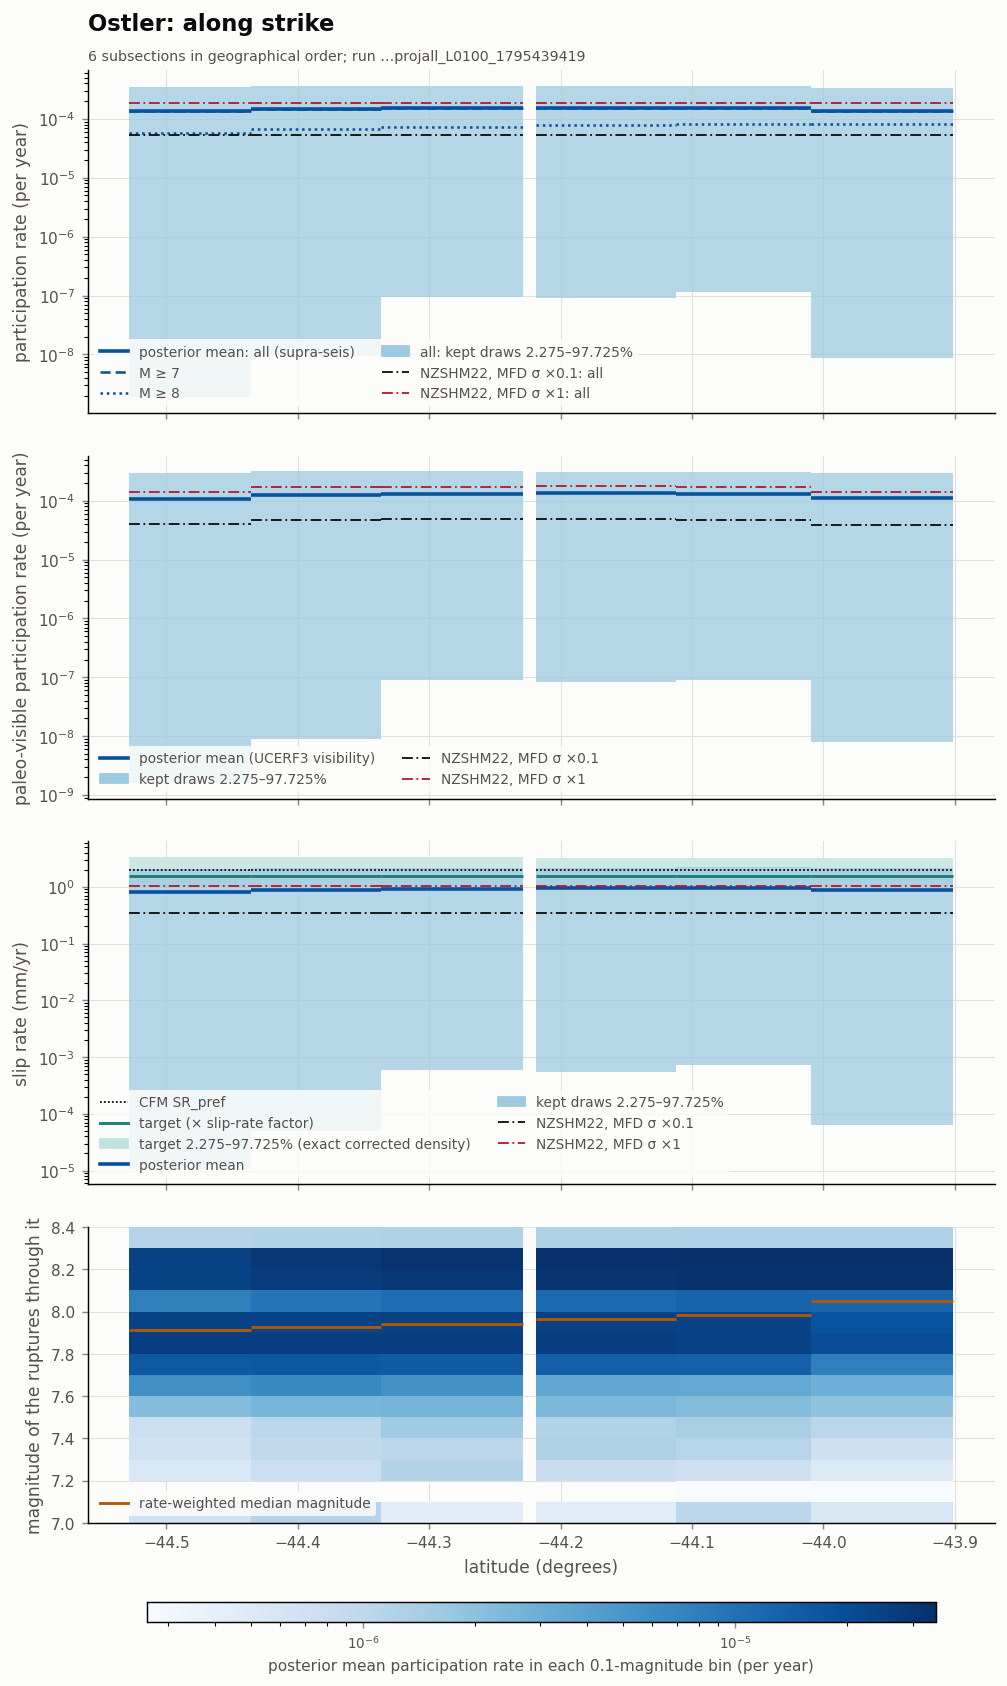 Ostler: along strike
6 subsections in geographical order; run ...projall_L0100_1795439419
participation rate (per year)
10⁻⁴
10⁻⁵
10⁻⁶
10⁻⁷
10⁻⁸
posterior mean: all (supra-seis)
M ≥ 7
M ≥ 8
all: kept draws 2.275–97.725%
NZSHM22, MFD σ ×0.1: all
NZSHM22, MFD σ ×1: all
paleo-visible participation rate (per year)
10⁻⁴
10⁻⁵
10⁻⁶
10⁻⁷
10⁻⁸
10⁻⁹
posterior mean (UCERF3 visibility)
kept draws 2.275–97.725%
NZSHM22, MFD σ ×0.1
NZSHM22, MFD σ ×1
slip rate (mm/yr)
10⁰
10⁻¹
10⁻²
10⁻³
10⁻⁴
10⁻⁵
CFM SR_pref
target (× slip-rate factor)
target 2.275–97.725% (exact corrected density)
posterior mean
kept draws 2.275–97.725%
NZSHM22, MFD σ ×0.1
NZSHM22, MFD σ ×1
magnitude of the ruptures through it
8.4
8.2
8.0
7.8
7.6
7.4
7.2
7.0
rate-weighted median magnitude
−44.5 −44.4 −44.3 −44.2 −44.1 −44.0 −43.9
latitude (degrees)
10⁻⁶ 10⁻⁵
posterior mean participation rate in each 0.1-magnitude bin (per year)